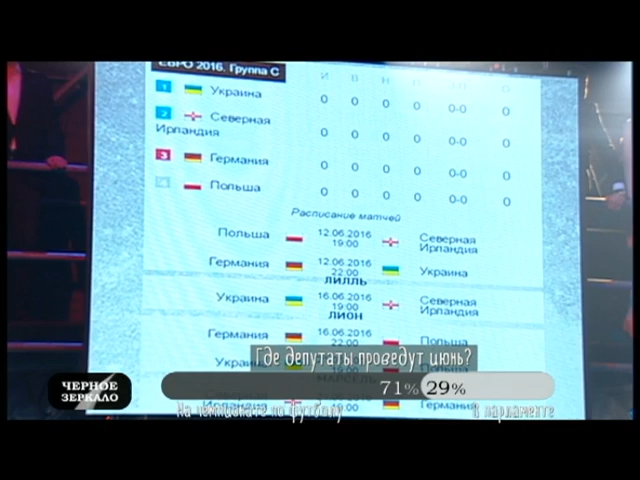 ЕВРО 2016. Группа С
И В Н
1 Украина 0 0 0 0 0-0 0
2 Северная Ирландия 0 0 0 0 0-0 0
3 Германия 0 0 0 0 0-0 0
4 Польша 0 0 0 0 0-0 0
Расписание матчей
Польша 12.06.2016 19:00 Северная Ирландия
Германия 12.06.2016 22:00 Украина
ЛИЛЛЬ
Украина 16.06.2016 19:00 Северная Ирландия
ЛИОН
Германия 16.06.2016 22:00 Польша
Где депутаты проведут июнь?
ЧЕРНОЕ ЗЕРКАЛО
71% 29%
МАРСЕЛЬ
На чемпионате по футболу
В парламенте
Ирландия Германия